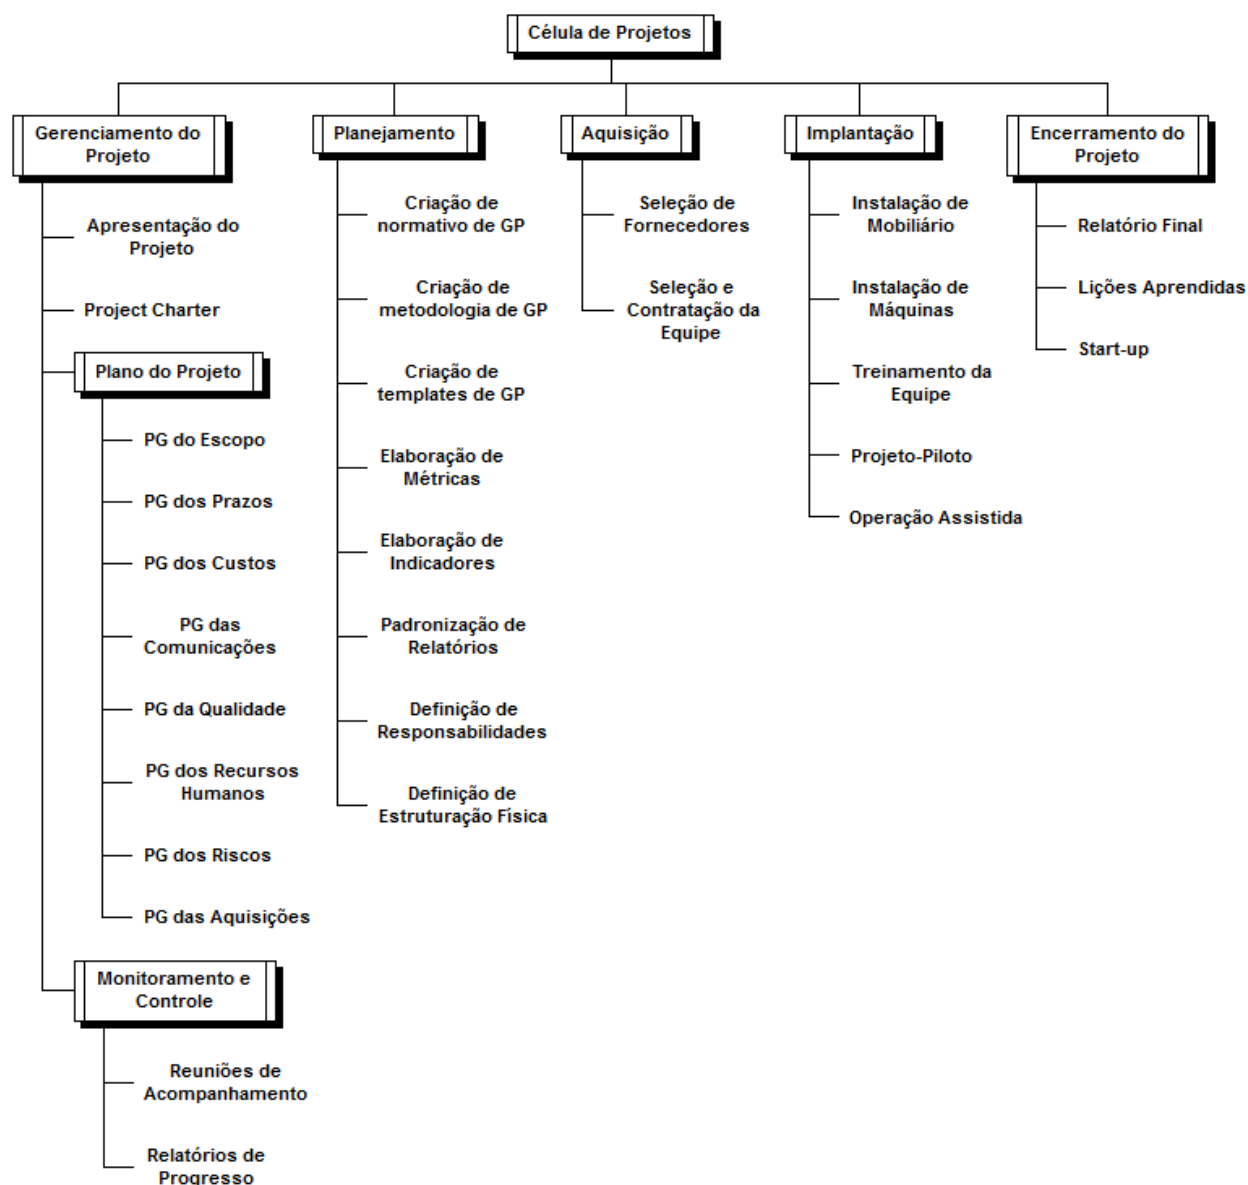 Célula de Projetos
Gerenciamento do
Projeto
Apresentação do
Projeto
Project Charter
Plano do Projeto
PG do Escopo
PG dos Prazos
PG dos Custos
PG das
Comunicações
PG da Qualidade
PG dos Recursos
Humanos
PG dos Riscos
PG das Aquisições
Monitoramento e
Controle
Reuniões de
Acompanhamento
Relatórios de
Progresso
Planejamento
Criação de
normativo de GP
Criação de
metodologia de GP
Criação de
templates de GP
Elaboração de
Métricas
Elaboração de
Indicadores
Padronização de
Relatórios
Definição de
Responsabilidades
Definição de
Estruturação Física
Aquisição
Seleção de
Fornecedores
Seleção e
Contratação da
Equipe
Implantação
Instalação de
Mobiliário
Instalação de
Máquinas
Treinamento da
Equipe
Projeto-Piloto
Operação Assistida
Encerramento do
Projeto
Relatório Final
Lições Aprendidas
Start-up